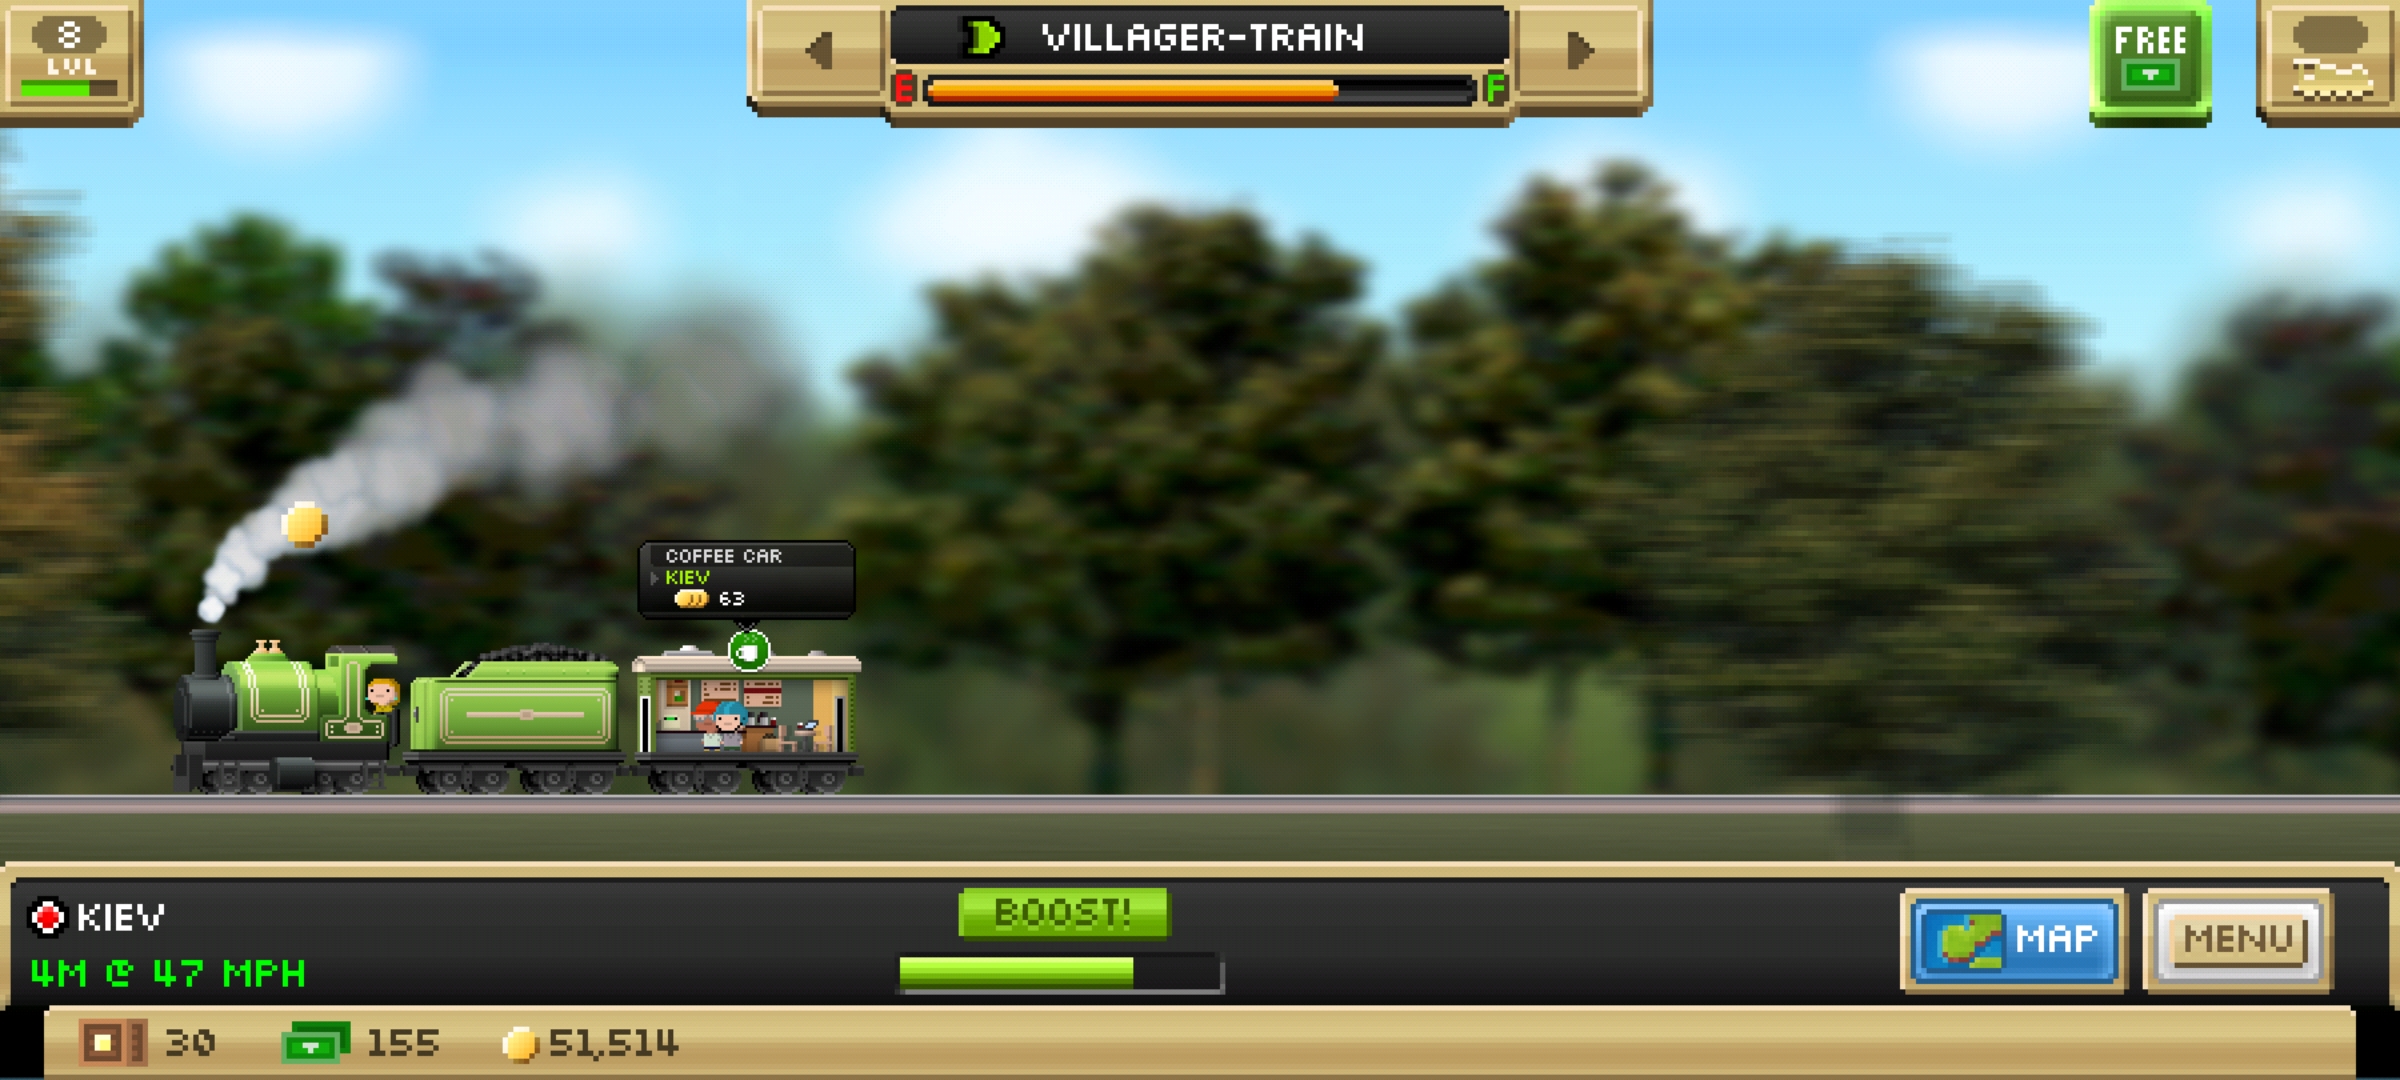 8
LVL
VILLAGER-TRAIN
E F
FREE
COFFEE CAR
KIEV
63
KIEV
4M @ 47 MPH
BOOST!
MAP
MENU
30
155
51,514